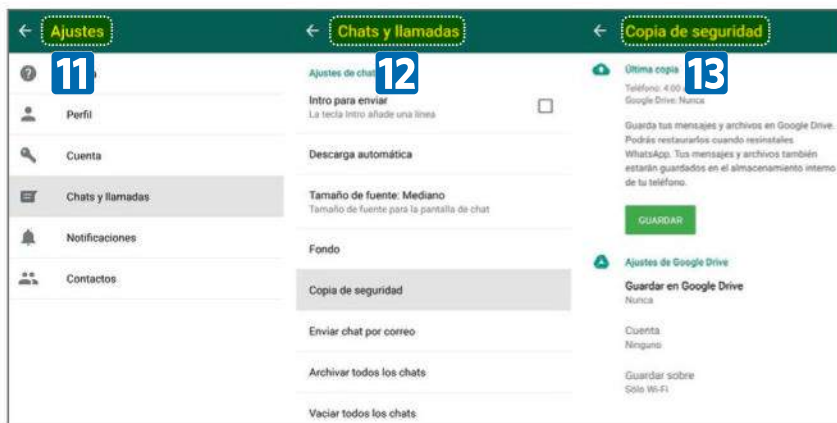 Ajustes
11
Perfil
Cuenta
Chats y llamadas
Notificaciones
Contactos
Chats y llamadas
12
Ajustes de chat
Intro para enviar
La tecla Intro añade una línea
Descarga automática
Tamaño de fuente: Mediano
Tamaño de fuente para la pantalla de chat
Fondo
Copia de seguridad
Enviar chat por correo
Archivar todos los chats
Vaciar todos los chats
Copia de seguridad
13
Última copia
Teléfono: 4:00
Google Drive: Nunca
Guarda tus mensajes y archivos en Google Drive.
Podrás restaurarlos cuando reinstales
WhatsApp. Tus mensajes y archivos también
estarán guardados en el almacenamiento interno
de tu teléfono.
GUARDAR
Ajustes de Google Drive
Guardar en Google Drive
Nunca
Cuenta
Ninguno
Guardar sobre
Sólo Wi-Fi